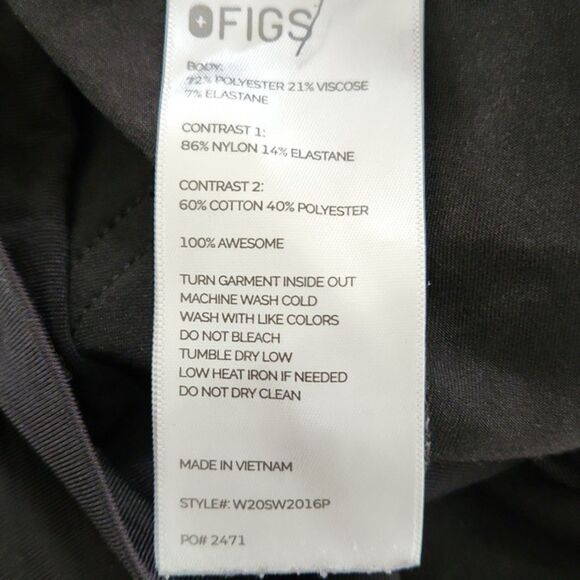 FIGS
BODY:
72% POLYESTER 21% VISCOSE
7% ELASTANE
CONTRAST 1:
86% NYLON 14% ELASTANE
CONTRAST 2:
60% COTTON 40% POLYESTER
100% AWESOME
TURN GARMENT INSIDE OUT
MACHINE WASH COLD
WASH WITH LIKE COLORS
DO NOT BLEACH
TUMBLE DRY LOW
LOW HEAT IRON IF NEEDED
DO NOT DRY CLEAN
MADE IN VIETNAM
STYLE#: W20SW2016P
PO# 2471